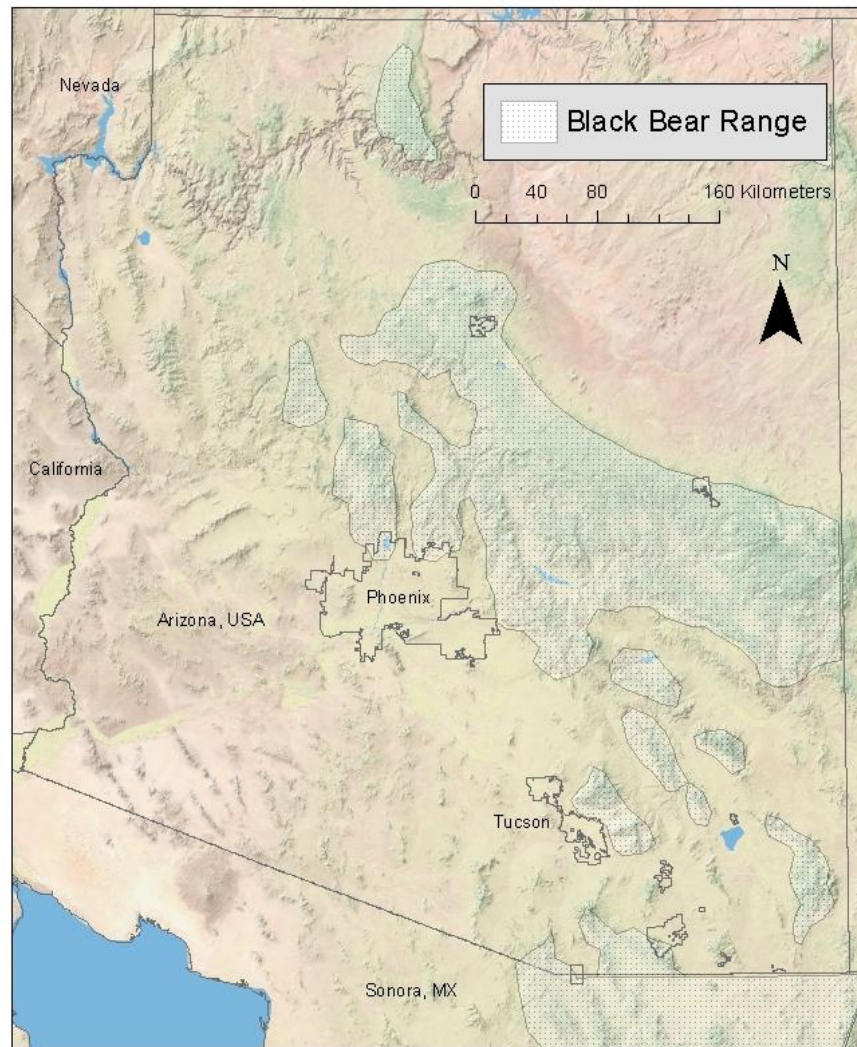 Nevada
Black Bear Range
0 40 80 160 Kilometers
N
California
Phoenix
Arizona, USA
Tucson
Sonora, MX